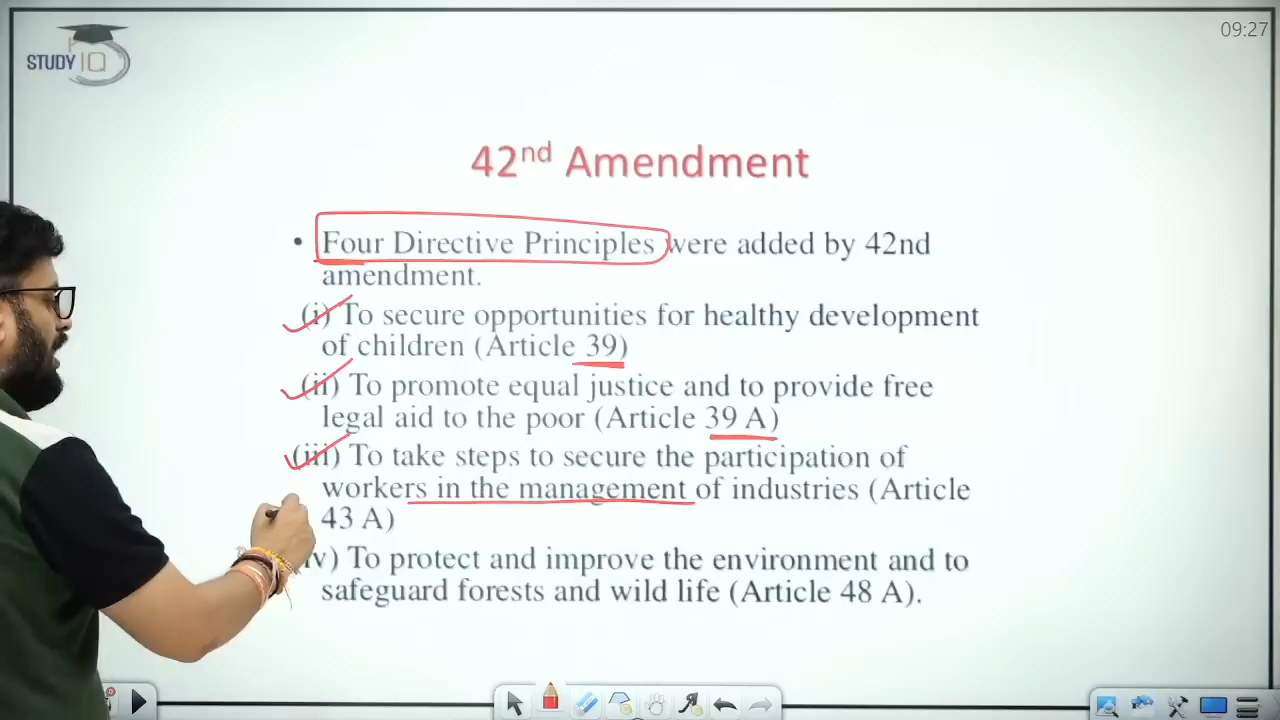 09:27
STUDY IQ
42nd Amendment
• Four Directive Principles were added by 42nd
amendment.
(i) To secure opportunities for healthy development
of children (Article 39)
(ii) To promote equal justice and to provide free
legal aid to the poor (Article 39 A)
(iii) To take steps to secure the participation of
workers in the management of industries (Article
43 A)
iv) To protect and improve the environment and to
safeguard forests and wild life (Article 48 A).